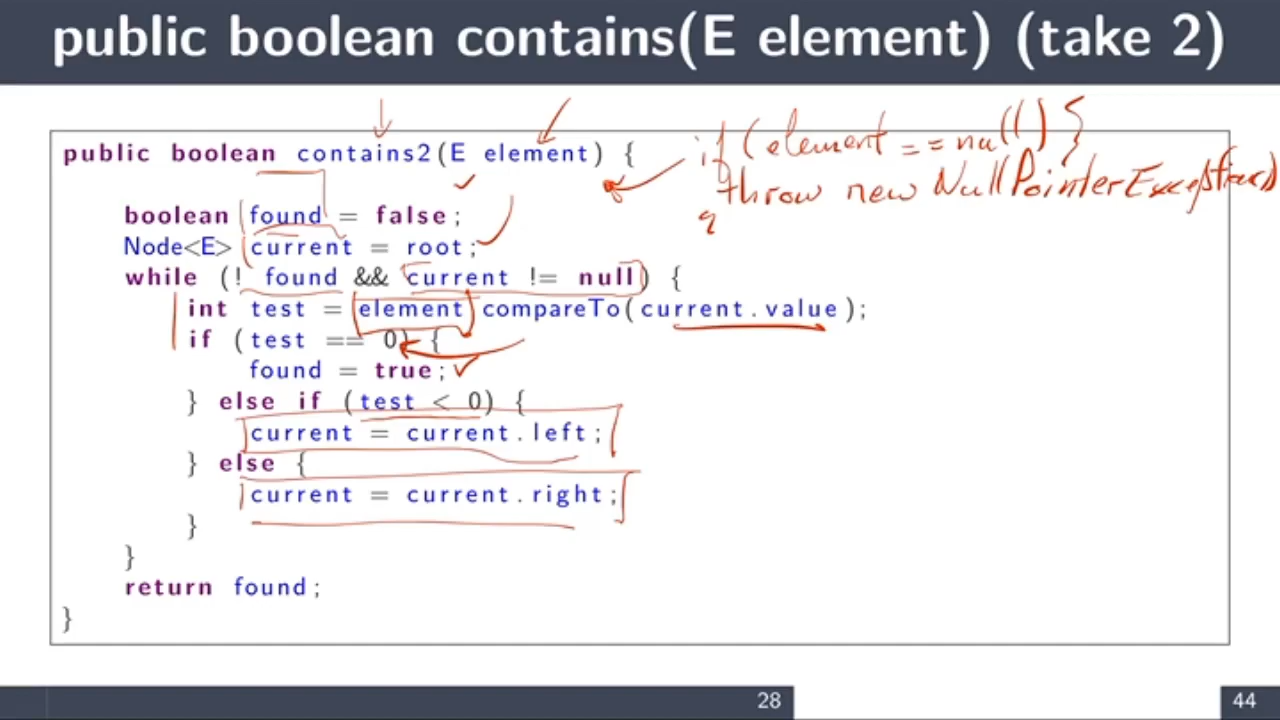 public boolean contains(E element) (take 2)
if (element == null) {
throw new NullPointerException()
}
public boolean contains2(E element) {
boolean found = false;
Node<E> current = root;
while (! found && current != null) {
int test = element.compareTo(current.value);
if (test == 0) {
found = true;
} else if (test < 0) {
current = current.left;
} else {
current = current.right;
}
}
return found;
}
28
44